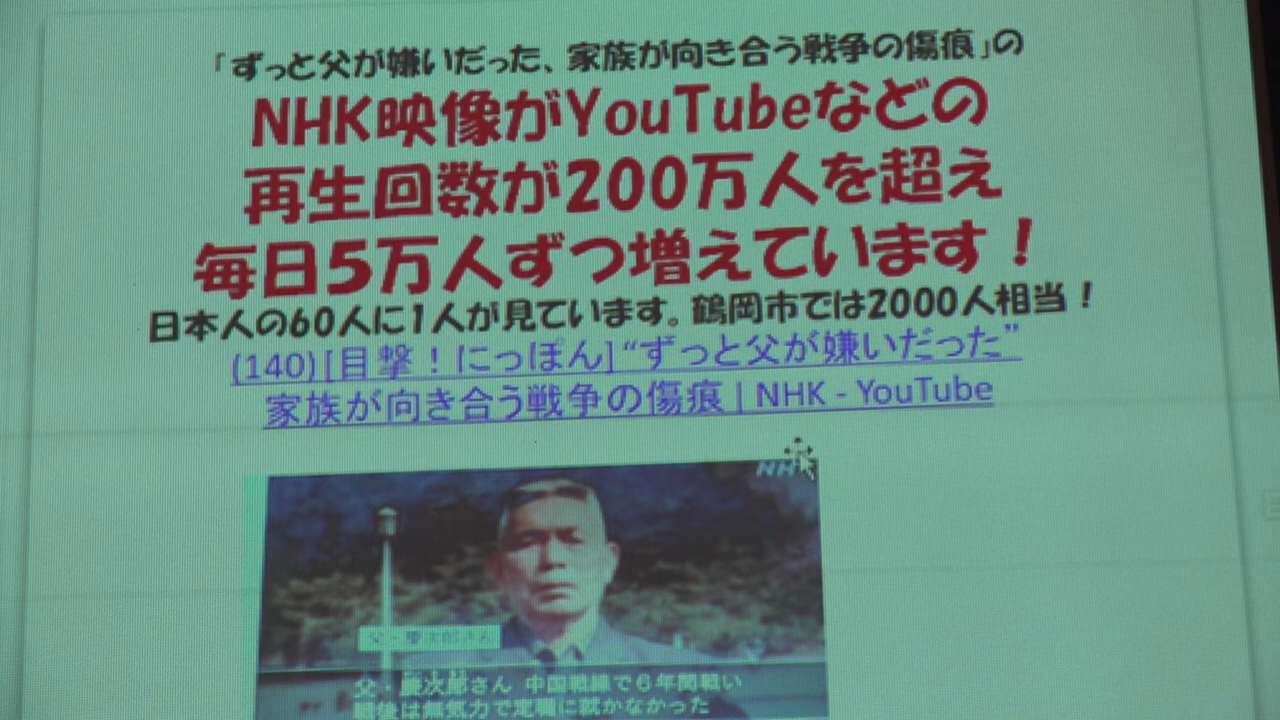 「ずっと父が嫌いだった、家族が向き合う戦争の傷痕」の
NHK映像がYouTubeなどの
再生回数が200万人を超え
毎日5万人ずつ増えています！
日本人の60人に1人が見ています。鶴岡市では2000人相当！
(140)[目撃！にっぽん]“ずっと父が嫌いだった”
家族が向き合う戦争の傷痕 | NHK - YouTube
NH
父・慶次郎さん
父・慶次郎さん 中国戦線で6年間戦い
戦後は無気力で定職に就かなかった